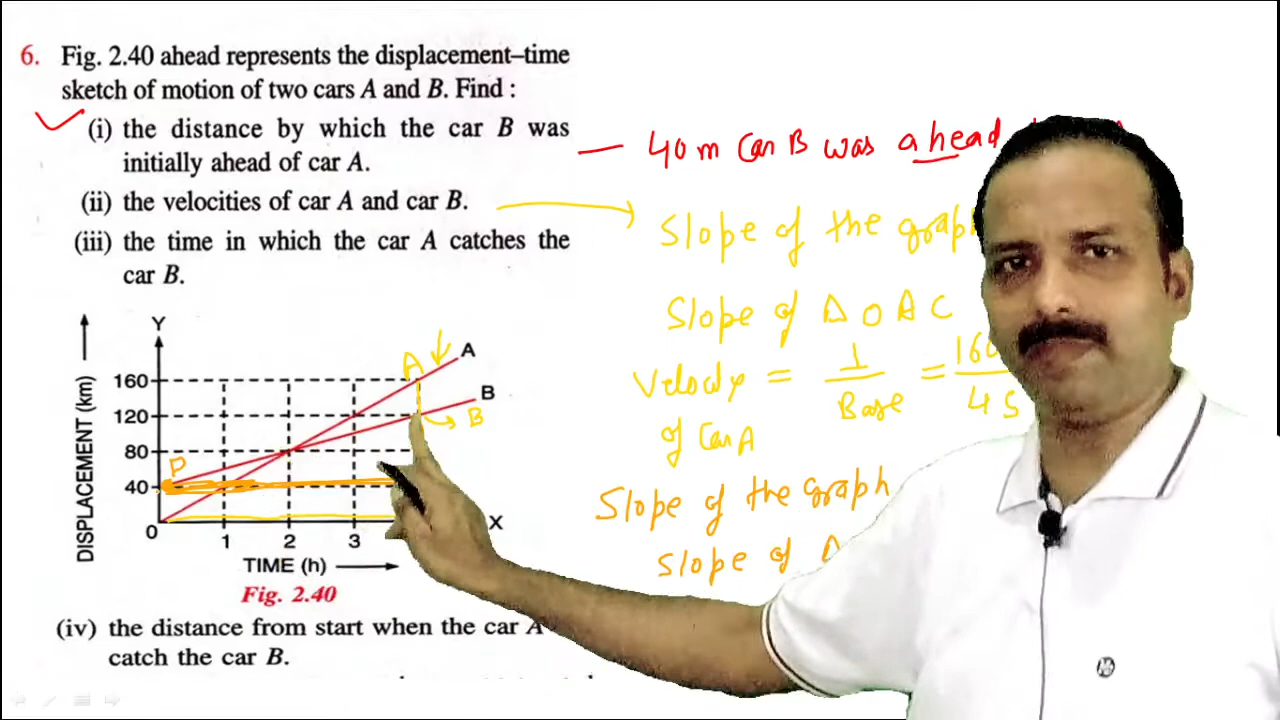 6. Fig. 2.40 ahead represents the displacement–time
sketch of motion of two cars A and B. Find :
(i) the distance by which the car B was
initially ahead of car A.
(ii) the velocities of car A and car B.
(iii) the time in which the car A catches the
car B.
40 m Car B was ahead
Slope of the graph
Slope of Δ OAC
Velocity = 1/Base = 160/4
of Car A
Slope of the graph
Slope of Δ
Y
160
120
80
40
0
1
2
3
X
A
B
A
B
P
DISPLACEMENT (km)
TIME (h)
Fig. 2.40
(iv) the distance from start when the car A
catch the car B.